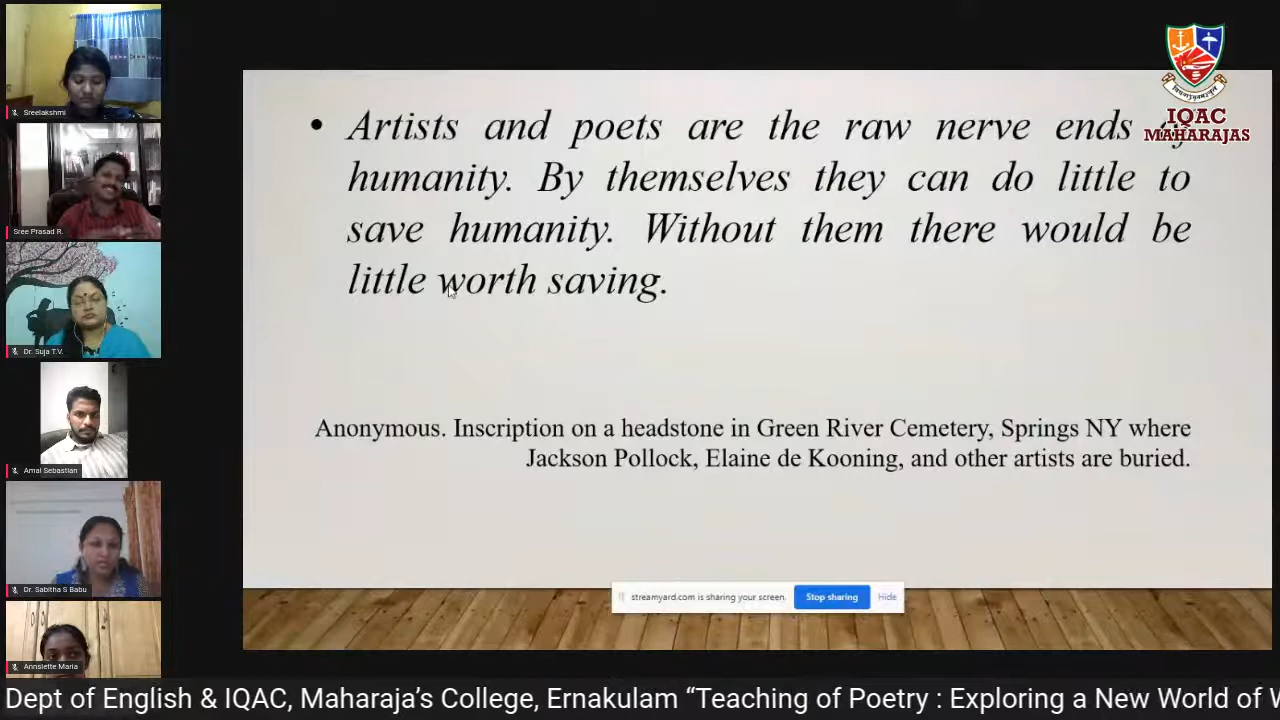 Sreelakshmi
Sree Prasad R.
Dr. Suja T.V.
Amal Sebastian
Dr. Sabitha S Babu
Annsiette Maria
IQAC
MAHARAJAS
• Artists and poets are the raw nerve ends
humanity. By themselves they can do little to
save humanity. Without them there would be
little worth saving.
Anonymous. Inscription on a headstone in Green River Cemetery, Springs NY where
Jackson Pollock, Elaine de Kooning, and other artists are buried.
streamyard.com is sharing your screen. Stop sharing Hide
Dept of English & IQAC, Maharaja's College, Ernakulam “Teaching of Poetry : Exploring a New World of